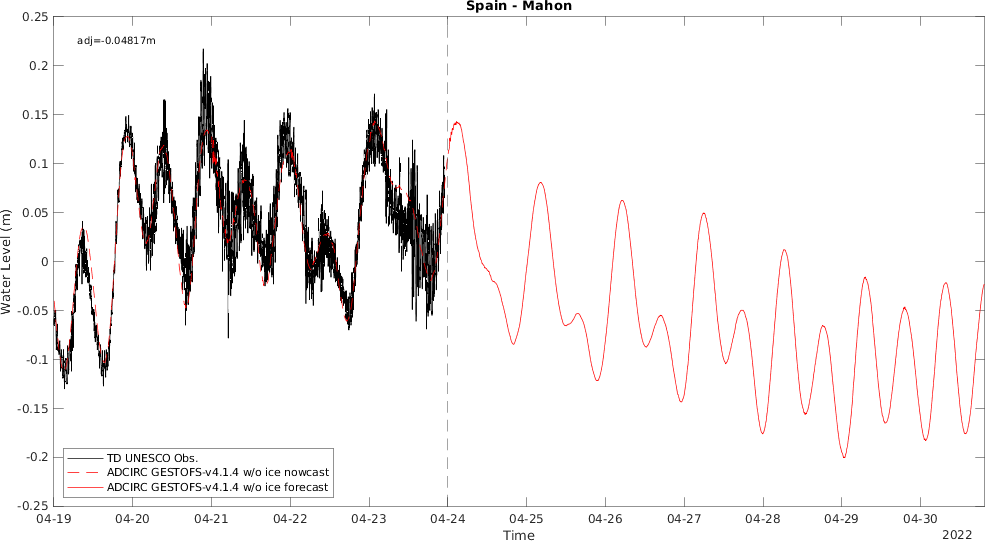 Spain - Mahon
adj=-0.04817m
Water Level (m)
0.25
0.2
0.15
0.1
0.05
0
-0.05
-0.1
-0.15
-0.2
-0.25
TD UNESCO Obs.
ADCIRC GESTOFS-v4.1.4 w/o ice nowcast
ADCIRC GESTOFS-v4.1.4 w/o ice forecast
04-19 04-20 04-21 04-22 04-23 04-24 04-25 04-26 04-27 04-28 04-29 04-30
Time
2022